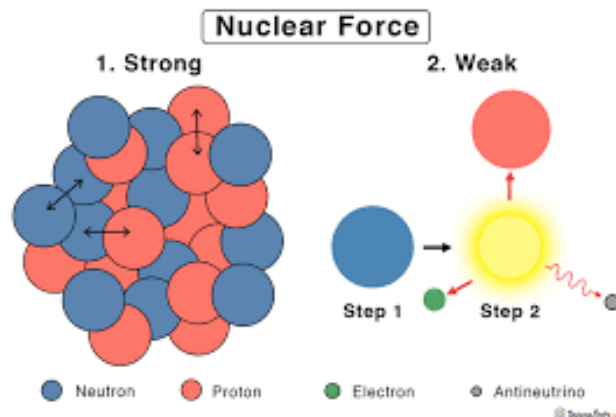 Nuclear Force
1. Strong
2. Weak
Step 1
Step 2
Neutron
Proton
Electron
Antineutrino